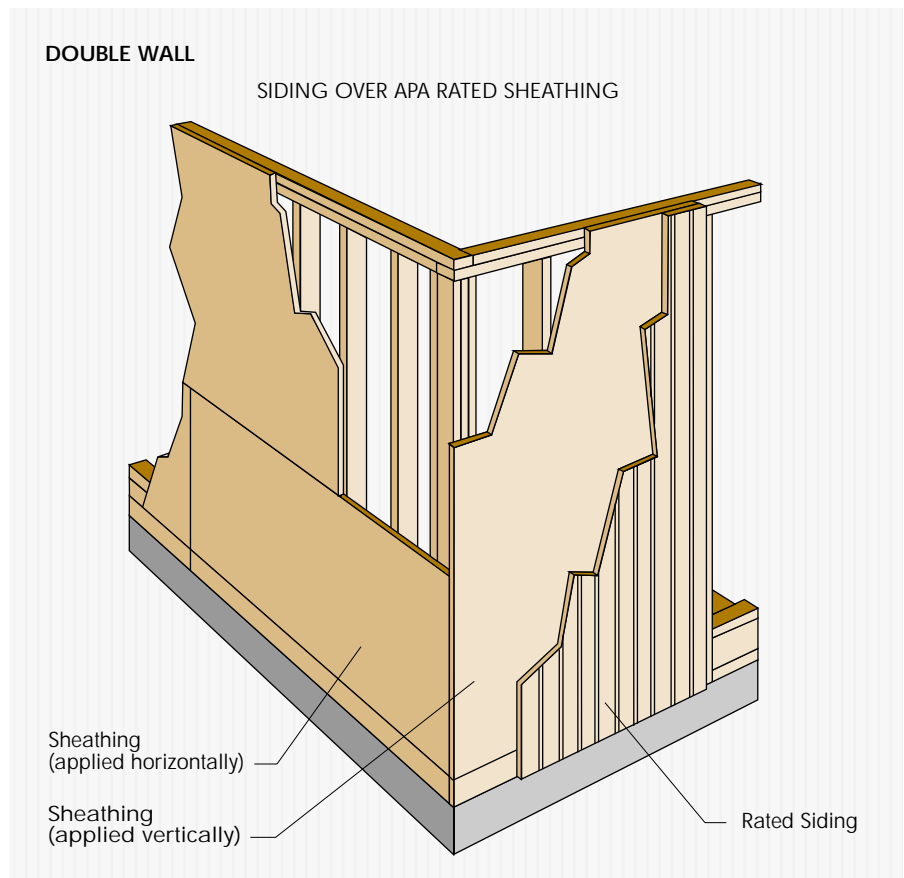 DOUBLE WALL
SIDING OVER APA RATED SHEATHING
Sheathing
(applied horizontally)
Sheathing
(applied vertically)
Rated Siding